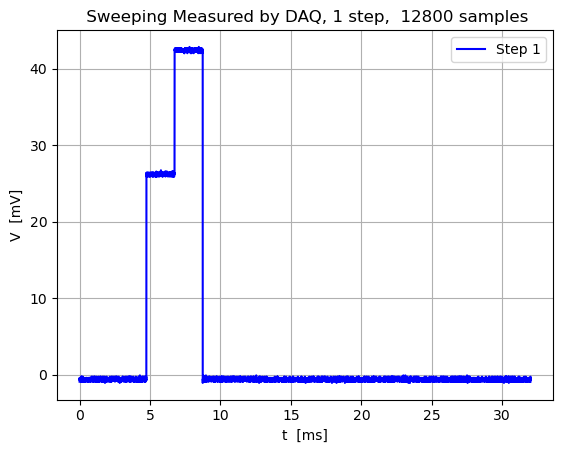 Sweeping Measured by DAQ, 1 step,  12800 samples
Step 1
V  [mV]
40
30
20
10
0
0 5 10 15 20 25 30
t  [ms]